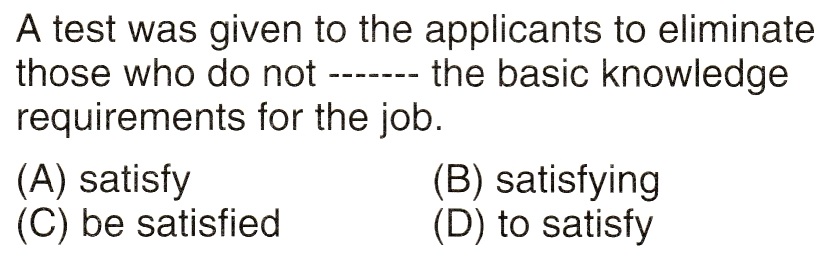 A test was given to the applicants to eliminate
those who do not ------- the basic knowledge
requirements for the job.
(A) satisfy (B) satisfying
(C) be satisfied (D) to satisfy